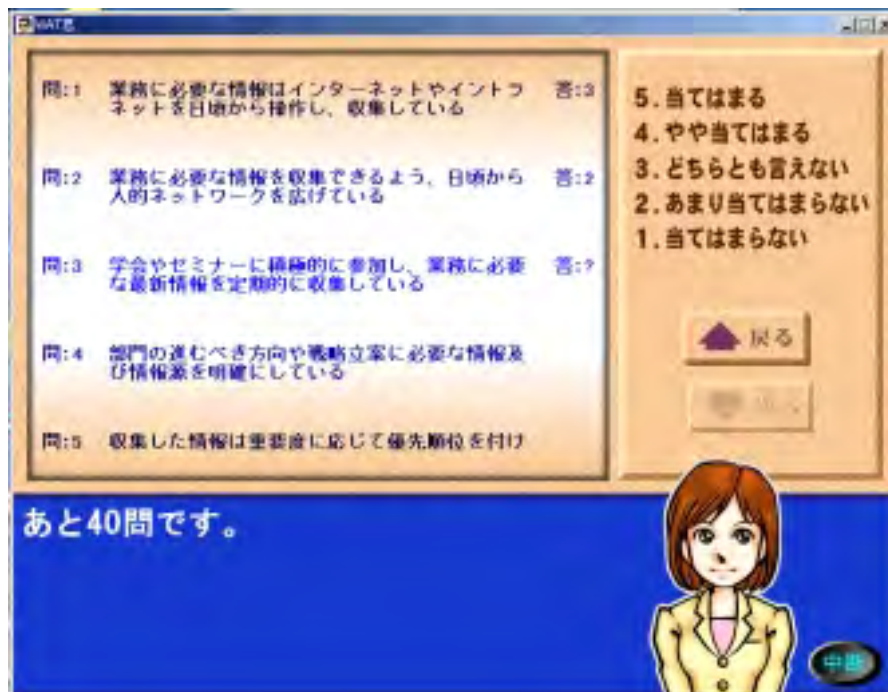 問:1 業務に必要な情報はインターネットやイントラ 答:3
ネットを日頃から操作し、収集している
問:2 業務に必要な情報を収集できるよう、日頃から 答:2
人的ネットワークを広げている
問:3 学会やセミナーに積極的に参加し、業務に必要 答:?
な最新情報を定期的に収集している
問:4 部門の進むべき方向や戦略立案に必要な情報及
び情報源を明確にしている
問:5 収集した情報は重要度に応じて優先順位を付け
5.当てはまる
4.やや当てはまる
3.どちらとも言えない
2.あまり当てはまらない
1.当てはまらない
戻る
あと40問です。
中断